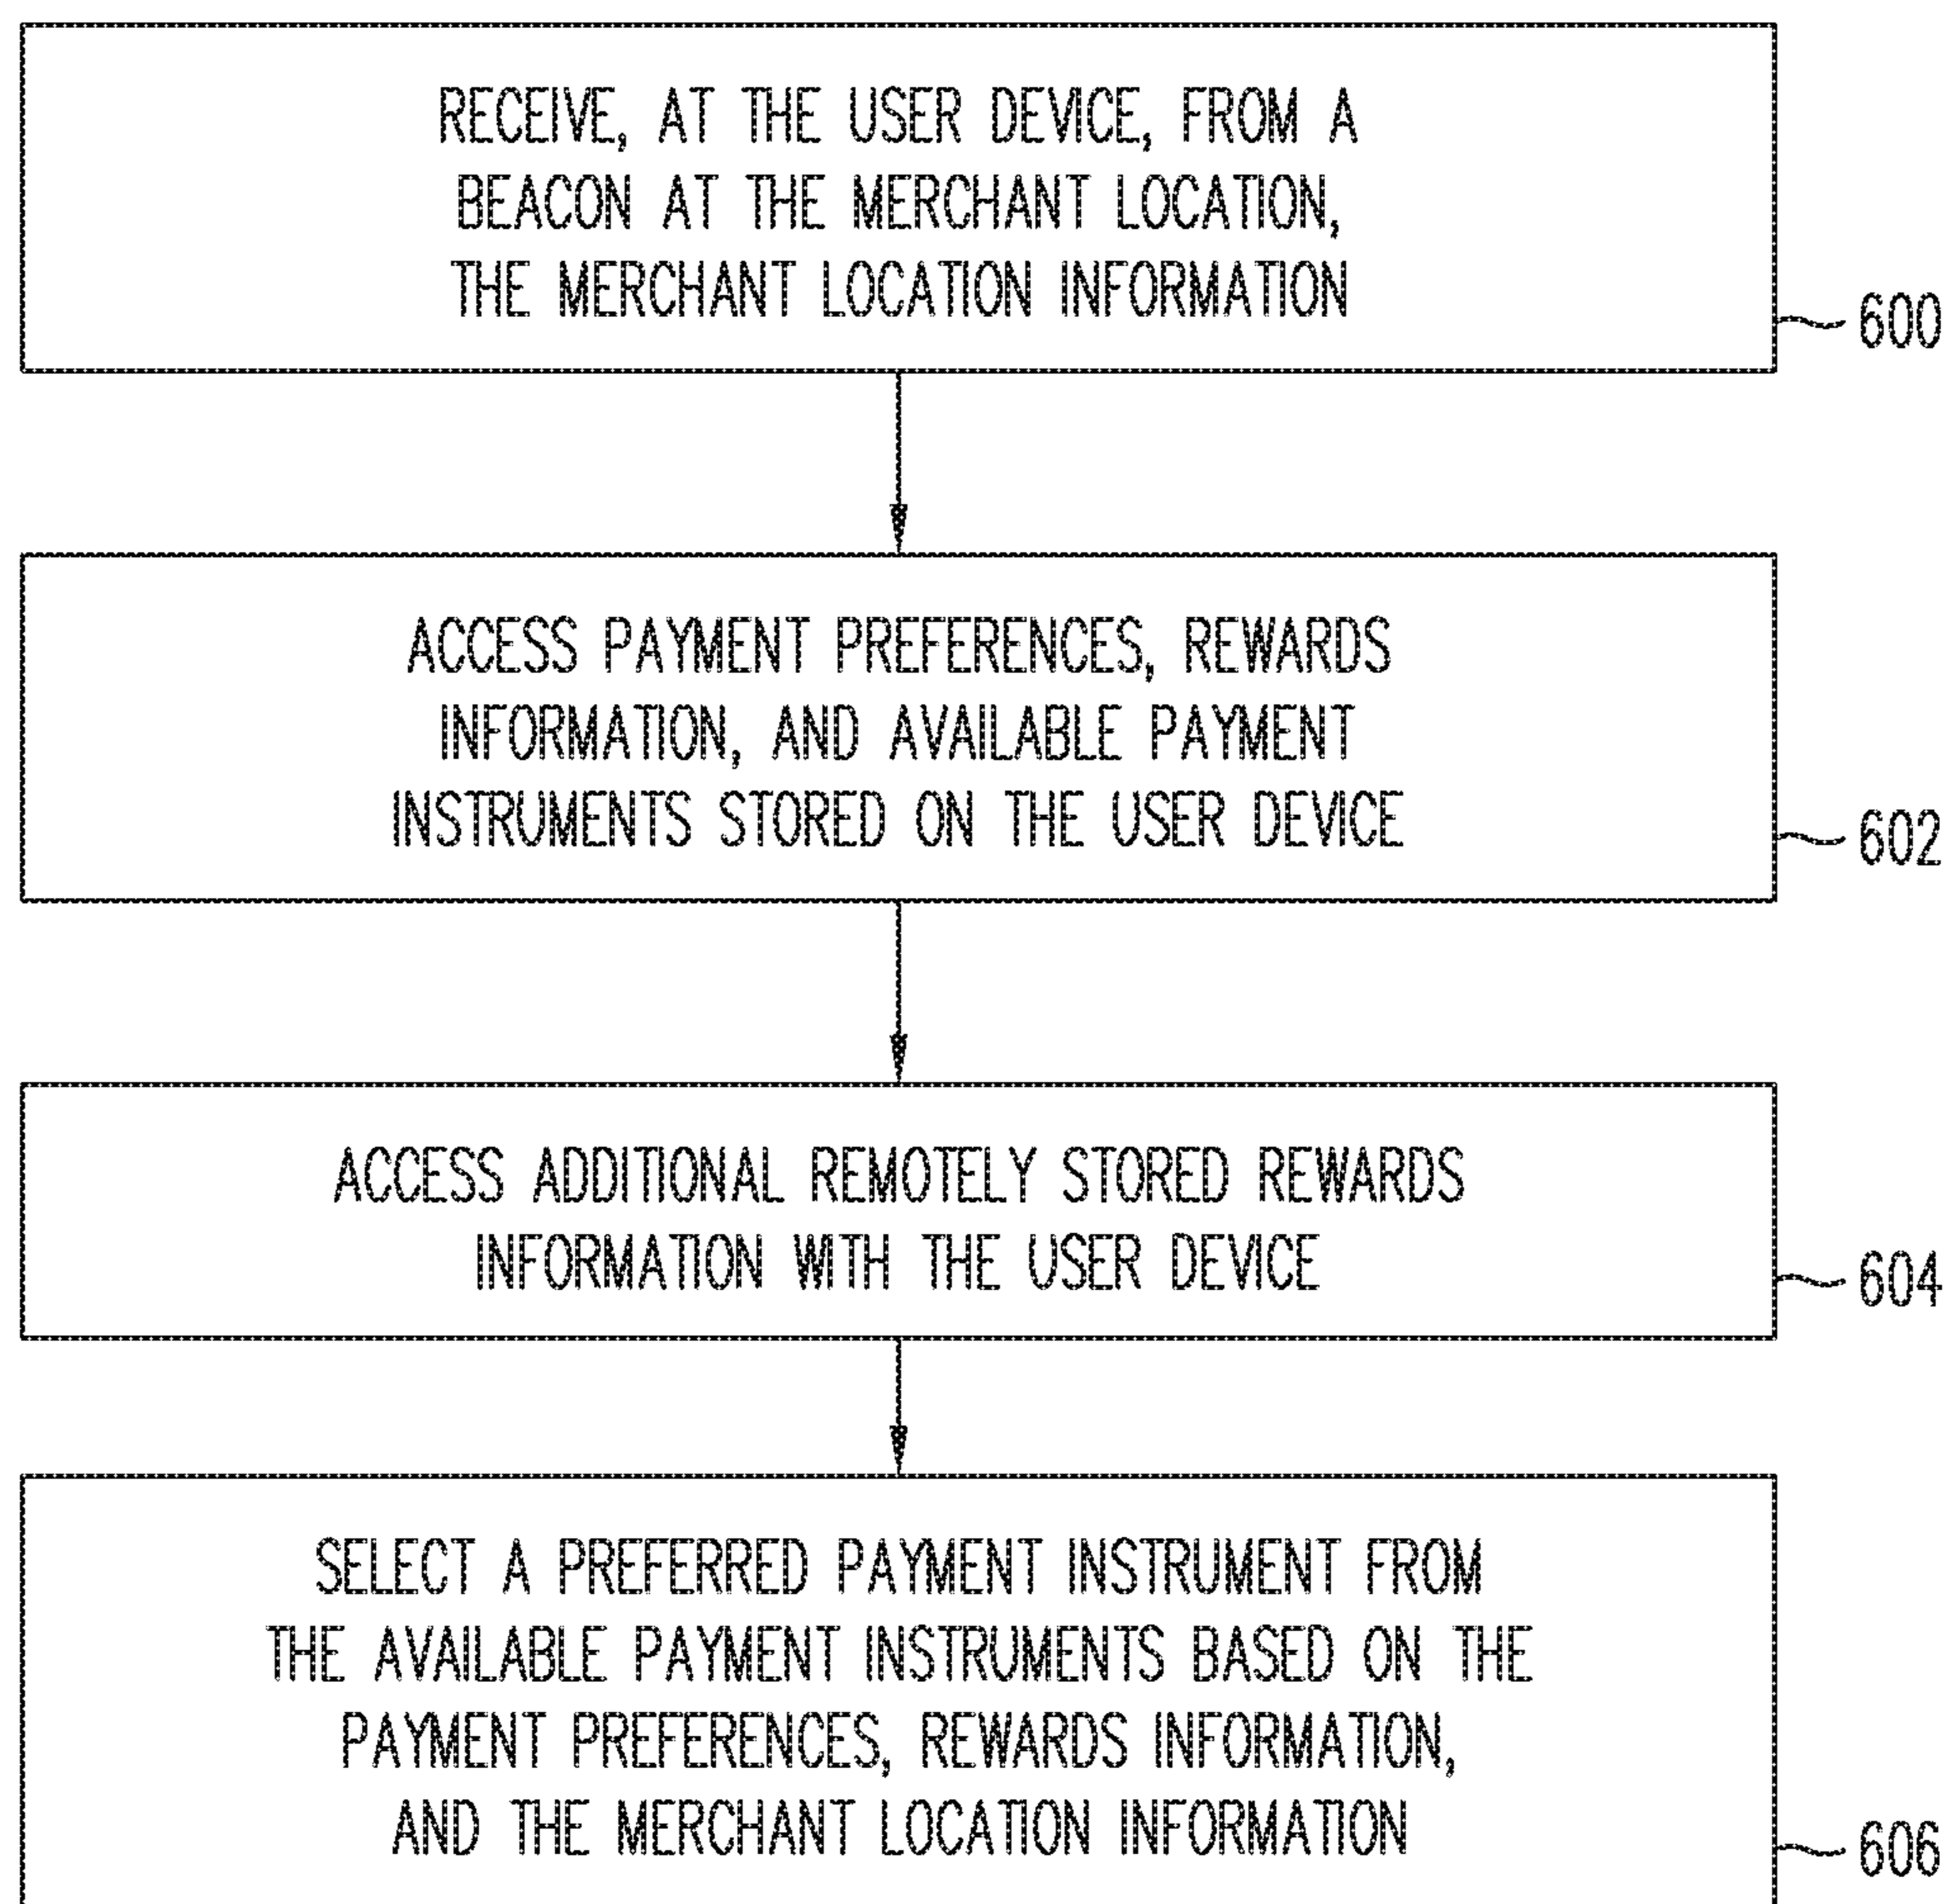 RECEIVE, AT THE USER DEVICE, FROM A
BEACON AT THE MERCHANT LOCATION,
THE MERCHANT LOCATION INFORMATION
600
ACCESS PAYMENT PREFERENCES, REWARDS
INFORMATION, AND AVAILABLE PAYMENT
INSTRUMENTS STORED ON THE USER DEVICE
602
ACCESS ADDITIONAL REMOTELY STORED REWARDS
INFORMATION WITH THE USER DEVICE
604
SELECT A PREFERRED PAYMENT INSTRUMENT FROM
THE AVAILABLE PAYMENT INSTRUMENTS BASED ON THE
PAYMENT PREFERENCES, REWARDS INFORMATION,
AND THE MERCHANT LOCATION INFORMATION
606